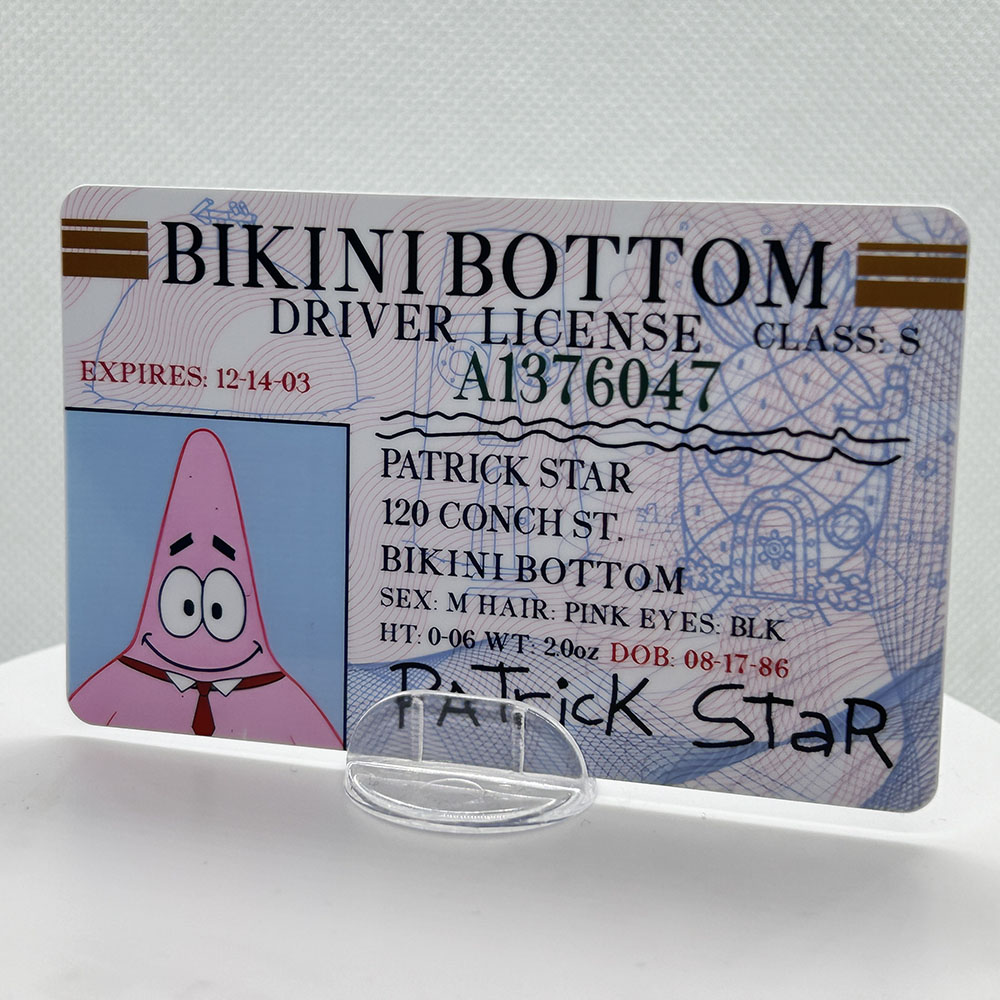 BIKINI BOTTOM
DRIVER LICENSE CLASS: S
EXPIRES: 12-14-03 A1376047
PATRICK STAR
120 CONCH ST.
BIKINI BOTTOM
SEX: M HAIR: PINK EYES: BLK
HT: 0-06 WT: 2.0oz DOB: 08-17-86
PATricK STaR